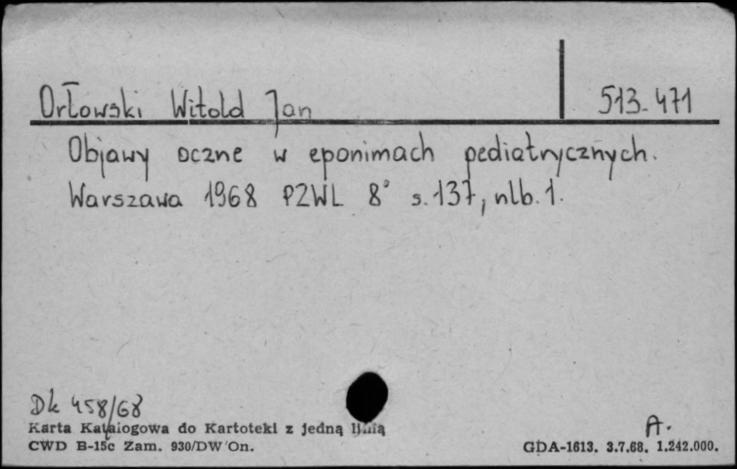 Orłowski Witold Jan 513-471
Objawy oczne w eponimach pediatrycznych.
Warszawa 1968 PZWL 8° s. 137, nlb. 1.
Dk 458/68
Karta Katalogowa do Kartoteki z jedną linią A.
CWD B-15c Zam. 930/DW On. GDA-1613. 3.7.68. 1.242.000.